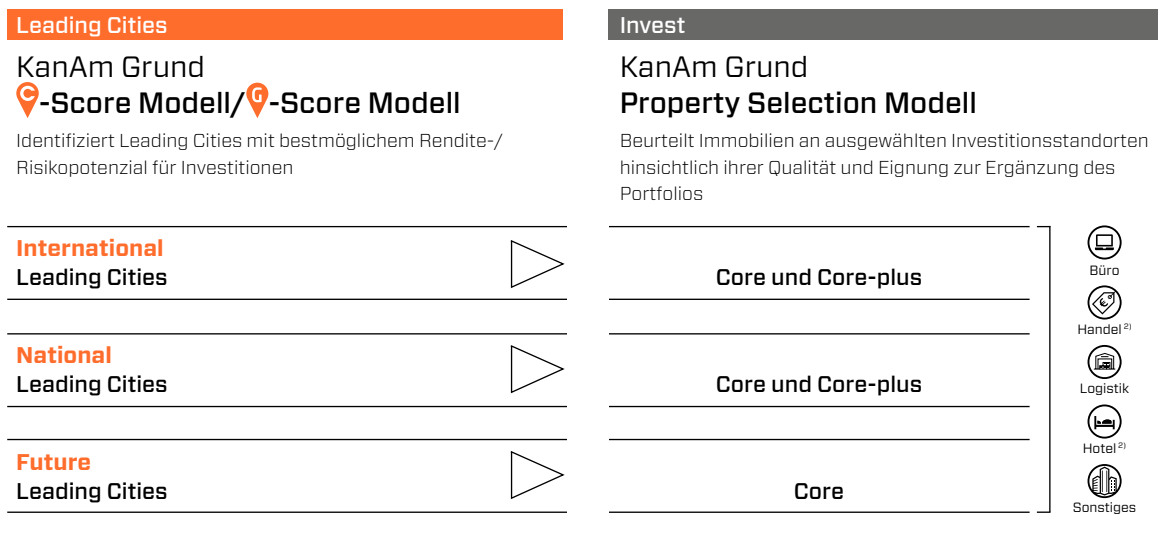 Leading Cities
KanAm Grund
C-Score Modell/G-Score Modell
Identifiziert Leading Cities mit bestmöglichem Rendite-/
Risikopotenzial für Investitionen
International
Leading Cities
National
Leading Cities
Future
Leading Cities
Invest
KanAm Grund
Property Selection Modell
Beurteilt Immobilien an ausgewählten Investitionsstandorten
hinsichtlich ihrer Qualität und Eignung zur Ergänzung des
Portfolios
Core und Core-plus
Core und Core-plus
Core
Büro
Handel 2)
Logistik
Hotel 2)
Sonstiges